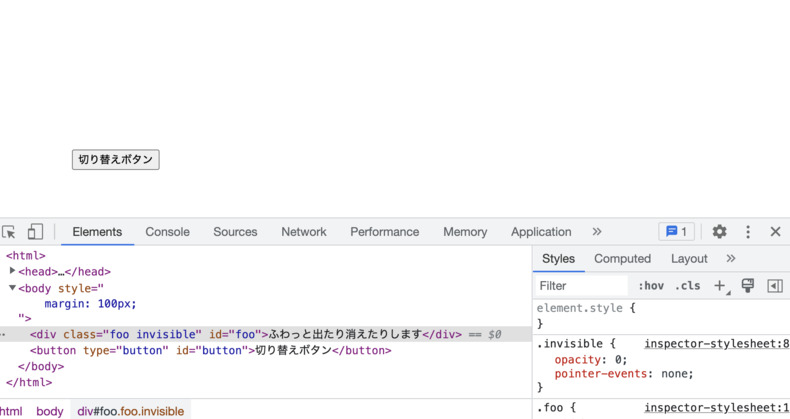 切り替えボタン
Elements Console Sources Network Performance Memory Application » 1
<html>
<head>…</head>
<body style="
margin: 100px;
">
<div class="foo invisible" id="foo">ふわっと出たり消えたりします</div> == $0
<button type="button" id="button">切り替えボタン</button>
</body>
</html>
html body div#foo.foo.invisible
Styles Computed Layout »
Filter :hov .cls
element.style {
}
.invisible { inspector-stylesheet:8
opacity: 0;
pointer-events: none;
}
.foo { inspector-stylesheet:1